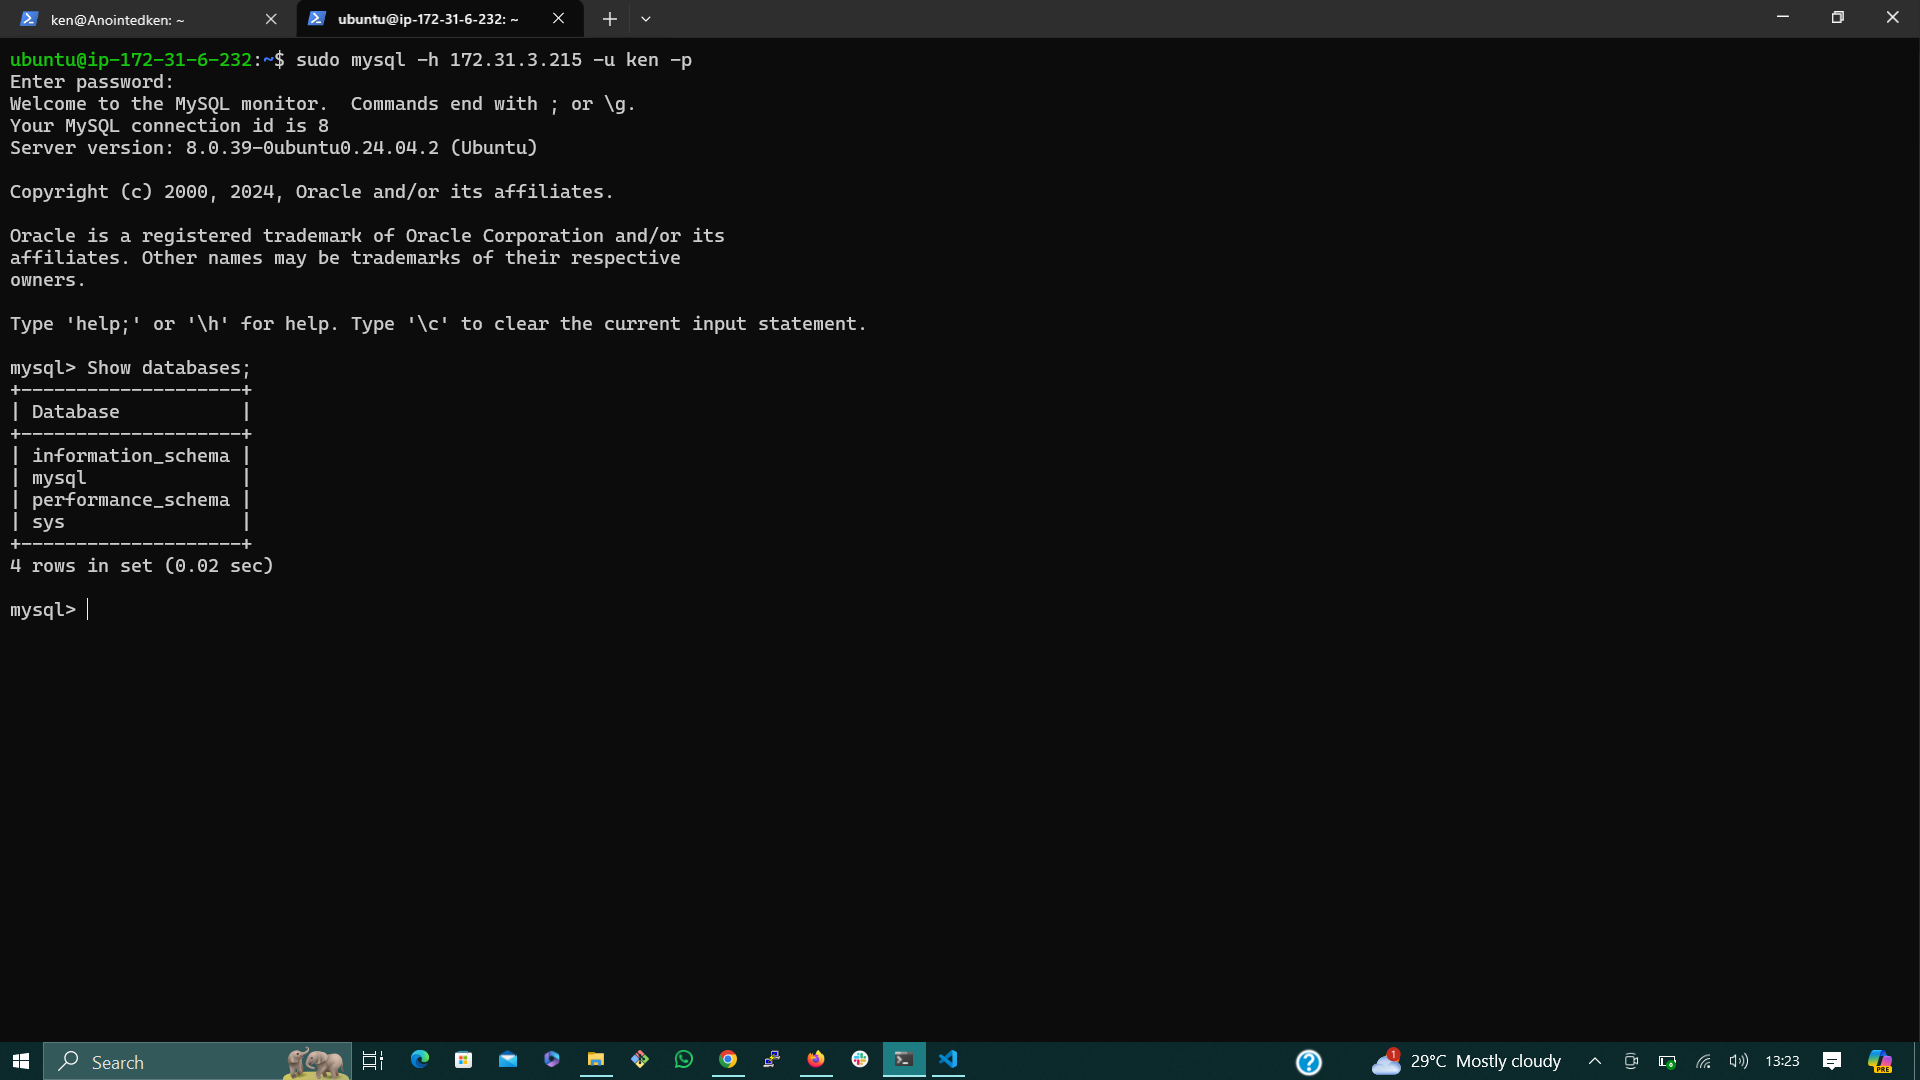 ken@Anointedken: ~
ubuntu@ip-172-31-6-232: ~
ubuntu@ip-172-31-6-232:~$ sudo mysql -h 172.31.3.215 -u ken -p
Enter password:
Welcome to the MySQL monitor.  Commands end with ; or \g.
Your MySQL connection id is 8
Server version: 8.0.39-0ubuntu0.24.04.2 (Ubuntu)
Copyright (c) 2000, 2024, Oracle and/or its affiliates.
Oracle is a registered trademark of Oracle Corporation and/or its
affiliates. Other names may be trademarks of their respective
owners.
Type 'help;' or '\h' for help. Type '\c' to clear the current input statement.
mysql> Show databases;
+--------------------+
| Database           |
+--------------------+
| information_schema |
| mysql              |
| performance_schema |
| sys                |
+--------------------+
4 rows in set (0.02 sec)
mysql>
Search
1
29°C Mostly cloudy
13:23
PRE